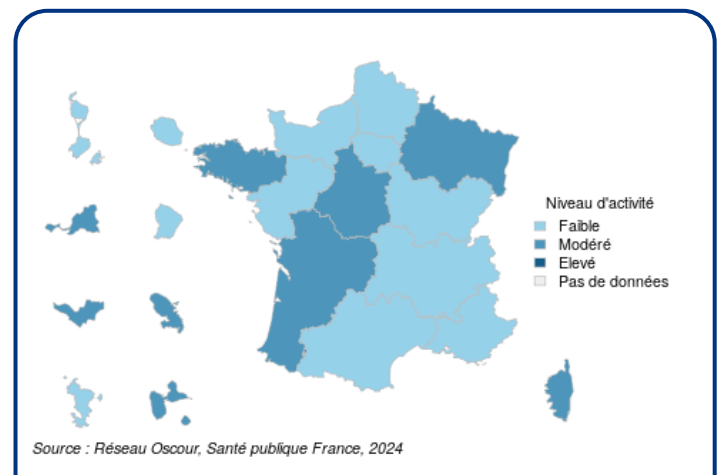 Niveau d'activité
Faible
Modéré
Elevé
Pas de données
Source : Réseau Oscour, Santé publique France, 2024